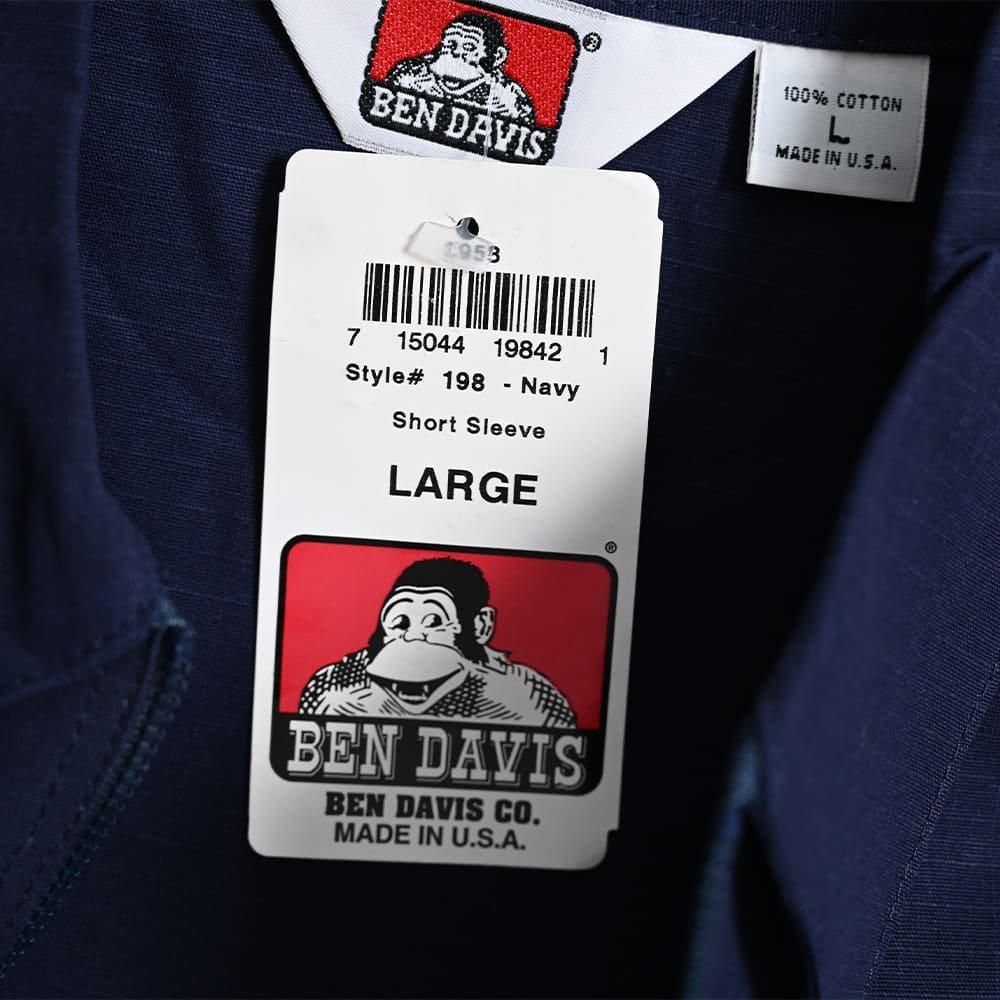 BEN DAVIS
®
100% COTTON
L
MADE IN U.S.A.
1958
7 15044 19842 1
Style# 198 - Navy
Short Sleeve
LARGE
®
BEN DAVIS
BEN DAVIS CO.
MADE IN U.S.A.